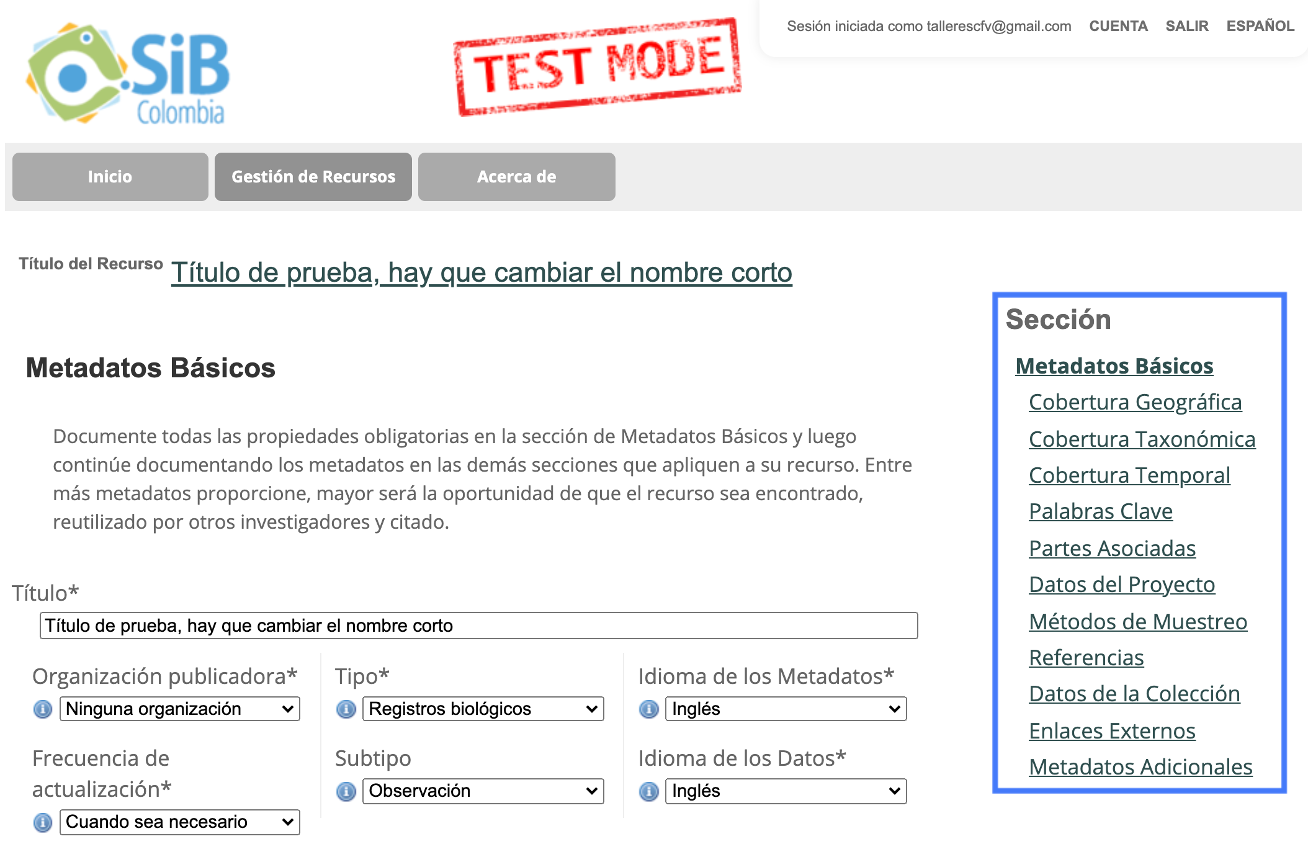 SiB
Colombia
TEST MODE
Sesión iniciada como tallerescfv@gmail.com CUENTA SALIR ESPAÑOL
Inicio Gestión de Recursos Acerca de
Título del Recurso Título de prueba, hay que cambiar el nombre corto
Metadatos Básicos
Documente todas las propiedades obligatorias en la sección de Metadatos Básicos y luego
continúe documentando los metadatos en las demás secciones que apliquen a su recurso. Entre
más metadatos proporcione, mayor será la oportunidad de que el recurso sea encontrado,
reutilizado por otros investigadores y citado.
Título*
Título de prueba, hay que cambiar el nombre corto
Organización publicadora* Tipo* Idioma de los Metadatos*
Ninguna organización Registros biológicos Inglés
Frecuencia de
actualización*
Subtipo Idioma de los Datos*
Observación Inglés
Cuando sea necesario
Sección
Metadatos Básicos
Cobertura Geográfica
Cobertura Taxonómica
Cobertura Temporal
Palabras Clave
Partes Asociadas
Datos del Proyecto
Métodos de Muestreo
Referencias
Datos de la Colección
Enlaces Externos
Metadatos Adicionales